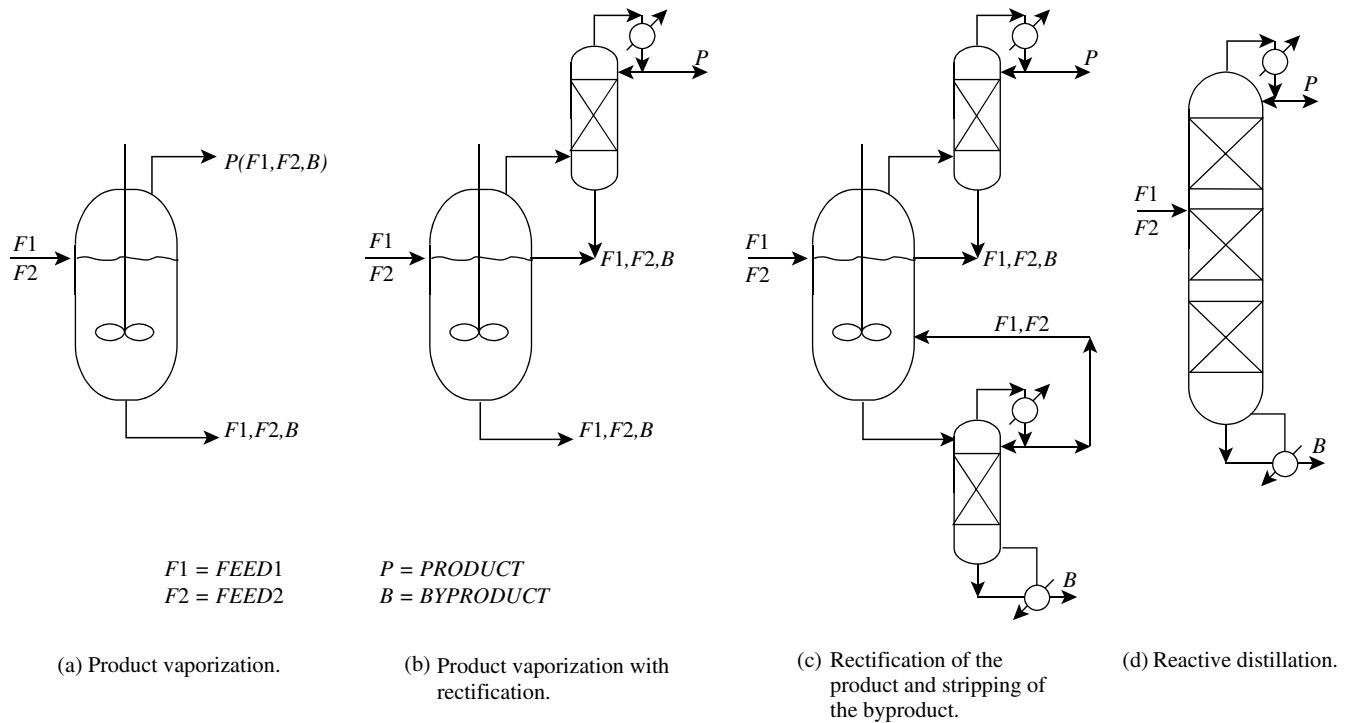 P
P
P
P(F1,F2,B)
F1
F2
F1
F2
F1,F2,B
F1
F2
F1,F2,B
F1
F2
F1,F2
F1,F2,B
F1,F2,B
B
B
F1 = FEED1
P = PRODUCT
F2 = FEED2
B = BYPRODUCT
(a) Product vaporization.
(b) Product vaporization with
rectification.
(c) Rectification of the
product and stripping of
the byproduct.
(d) Reactive distillation.